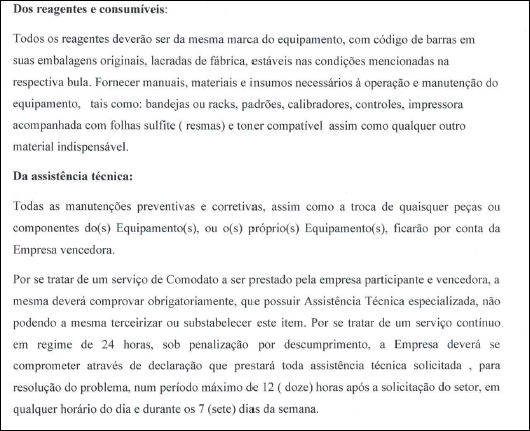 Dos reagentes e consumíveis:
Todos os reagentes deverão ser da mesma marca do equipamento, com código de barras em
suas embalagens originais, lacradas de fábrica, estáveis nas condições mencionadas na
respectiva bula. Fornecer manuais, materiais e insumos necessários à operação e manutenção do
equipamento, tais como: bandejas ou racks, padrões, calibradores, controles, impressora
acompanhada com folhas sulfite ( resmas) e toner compatível assim como qualquer outro
material indispensável.
Da assistência técnica:
Todas as manutenções preventivas e corretivas, assim como a troca de quaisquer peças ou
componentes do(s) Equipamento(s), ou o(s) próprio(s) Equipamento(s), ficarão por conta da
Empresa vencedora.
Por se tratar de um serviço de Comodato a ser prestado pela empresa participante e vencedora, a
mesma deverá comprovar obrigatoriamente, que possuir Assistência Técnica especializada, não
podendo a mesma terceirizar ou substabelecer este item. Por se tratar de um serviço contínuo
em regime de 24 horas, sob penalização por descumprimento, a Empresa deverá se
comprometer através de declaração que prestará toda assistência técnica solicitada , para
resolução do problema, num período máximo de 12 ( doze) horas após a solicitação do setor, em
qualquer horário do dia e durante os 7 (sete) dias da semana.